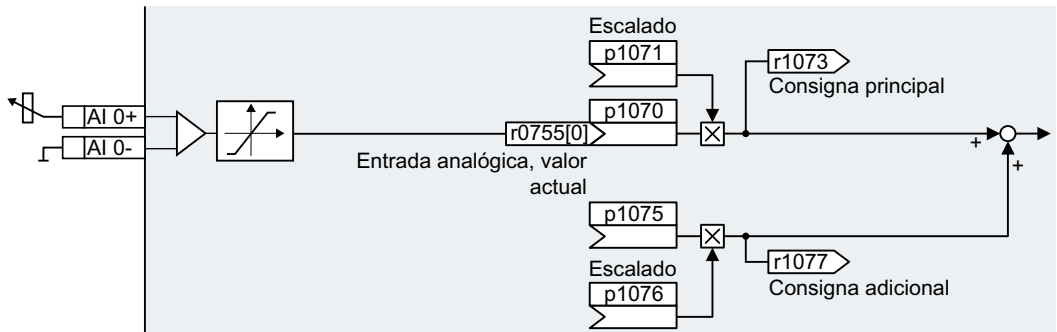 Escalado
p1071
r1073
Consigna principal
AI 0+
p1070
r0755[0]
AI 0-
Entrada analógica, valor
actual
+
+
p1075
r1077
Escalado
Consigna adicional
p1076